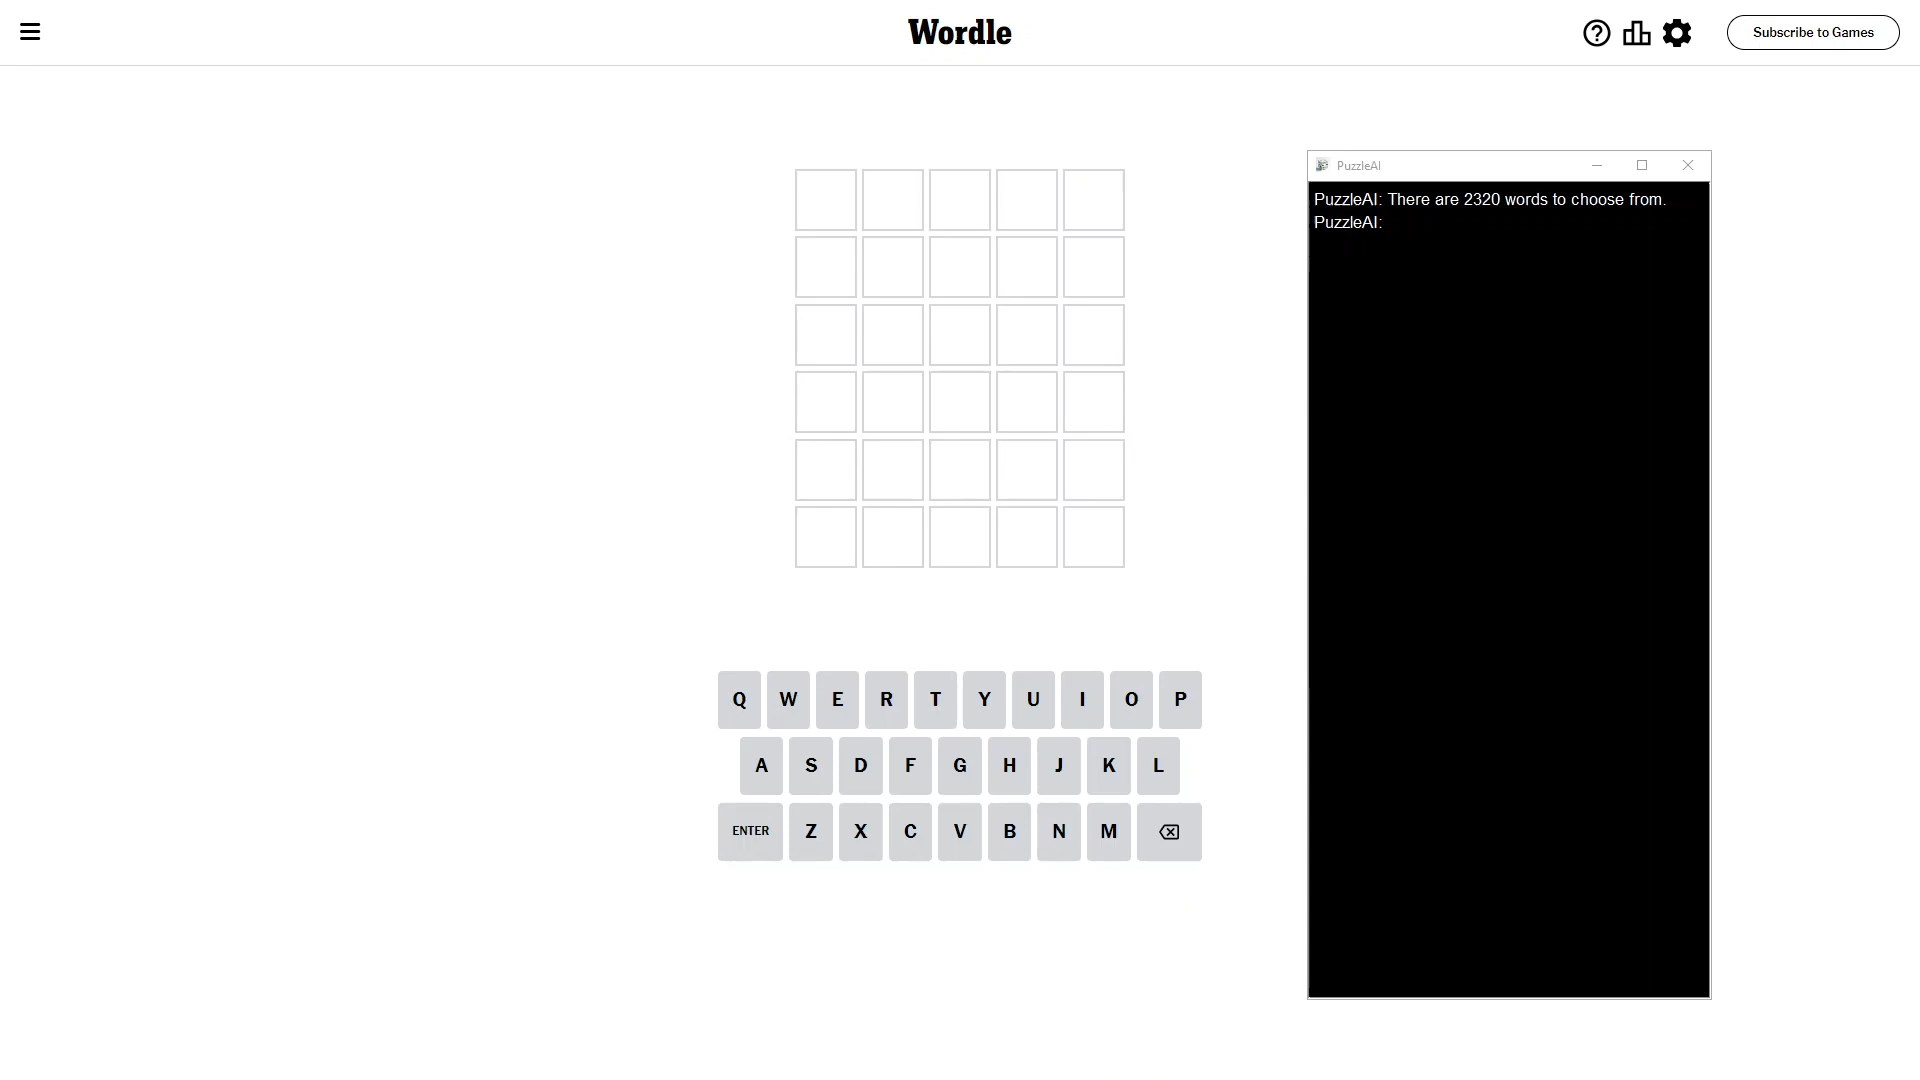 Wordle
Subscribe to Games
PuzzleAI
PuzzleAI: There are 2320 words to choose from.
PuzzleAI:
Q W E R T Y U I O P
A S D F G H J K L
ENTER Z X C V B N M